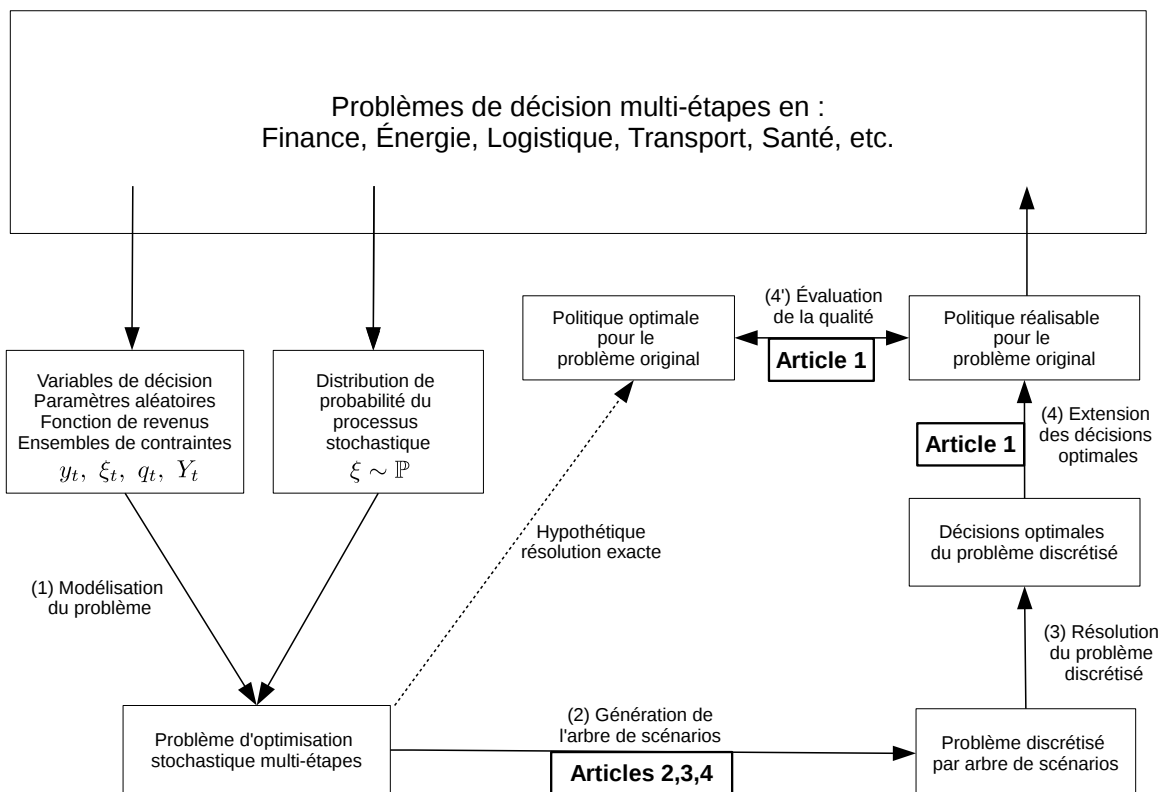 Problèmes de décision multi-étapes en :
Finance, Énergie, Logistique, Transport, Santé, etc.
Variables de décision
Paramètres aléatoires
Fonction de revenus
Ensembles de contraintes
y_t, ξ_t, q_t, Y_t
Distribution de
probabilité du
processus
stochastique
ξ ∼ ℙ
Politique optimale
pour le
problème original
(4') Évaluation
de la qualité
Article 1
Politique réalisable
pour le
problème original
Article 1
(4) Extension
des décisions
optimales
Hypothétique
résolution exacte
Décisions optimales
du problème discrétisé
(1) Modélisation
du problème
(3) Résolution
du problème
discrétisé
Problème d'optimisation
stochastique multi-étapes
(2) Génération de
l'arbre de scénarios
Articles 2,3,4
Problème discrétisé
par arbre de scénarios